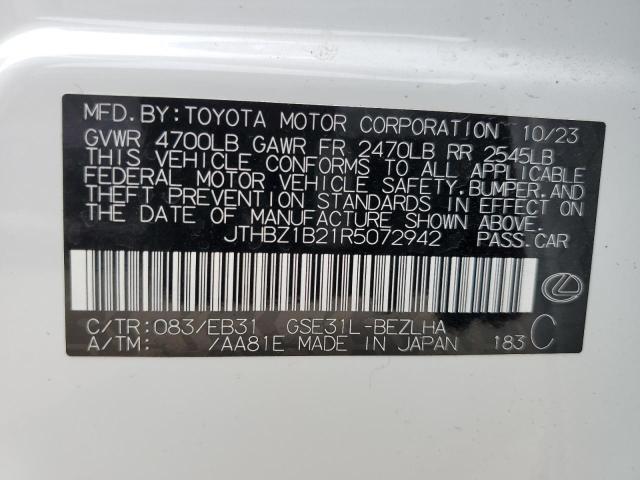 MFD.BY:TOYOTA MOTOR CORPORATION 10/23
GVWR 4700LB GAWR FR 2470LB RR 2545LB
THIS VEHICLE CONFORMS TO ALL APPLICABLE
FEDERAL MOTOR VEHICLE SAFETY,BUMPER,AND
THEFT PREVENTION STANDARDS IN EFFECT ON
THE DATE OF MANUFACTURE SHOWN ABOVE.
JTHBZ1B21R5072942 PASS.CAR
C/TR:083/EB31 GSE31L-BEZLHA
A/TM: /AA81E MADE IN JAPAN 183 C